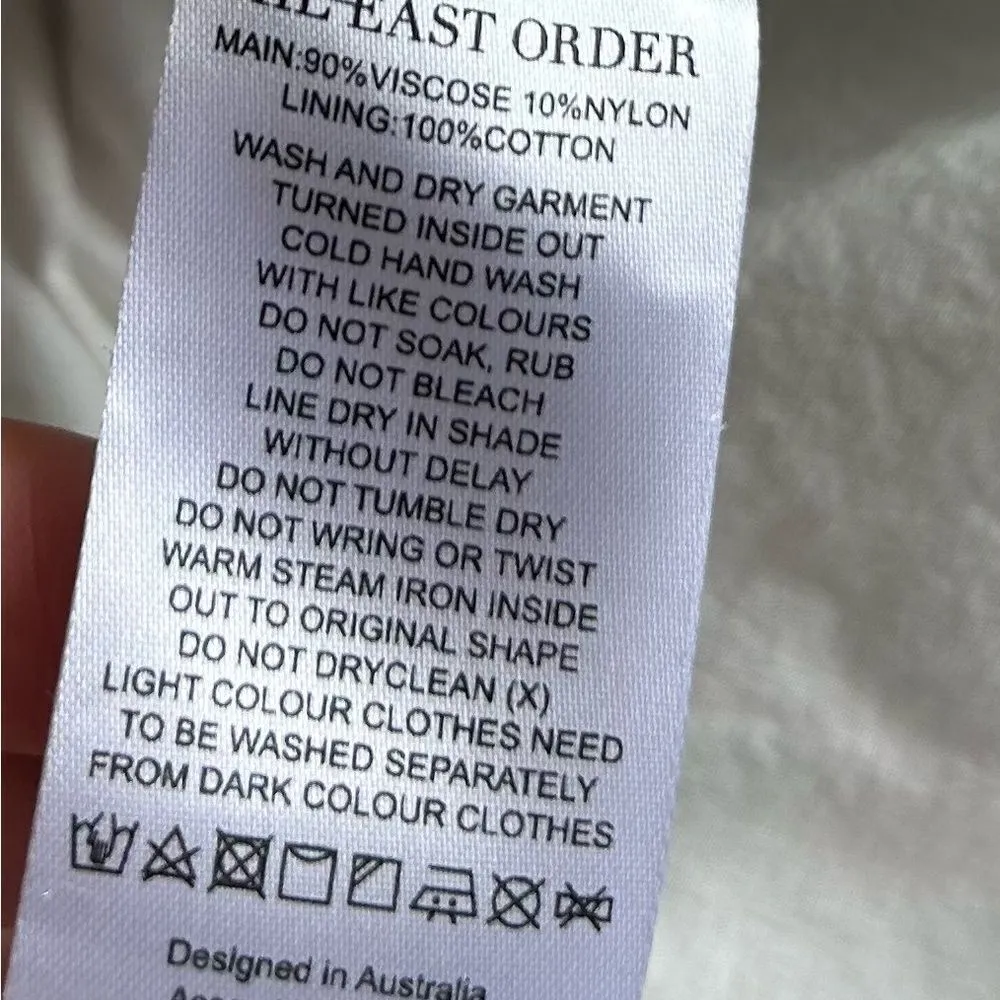 EAST ORDER
MAIN:90%VISCOSE 10%NYLON
LINING:100%COTTON
WASH AND DRY GARMENT
TURNED INSIDE OUT
COLD HAND WASH
WITH LIKE COLOURS
DO NOT SOAK, RUB
DO NOT BLEACH
LINE DRY IN SHADE
WITHOUT DELAY
DO NOT TUMBLE DRY
DO NOT WRING OR TWIST
WARM STEAM IRON INSIDE
OUT TO ORIGINAL SHAPE
DO NOT DRYCLEAN (X)
LIGHT COLOUR CLOTHES NEED
TO BE WASHED SEPARATELY
FROM DARK COLOUR CLOTHES
Designed in Australia